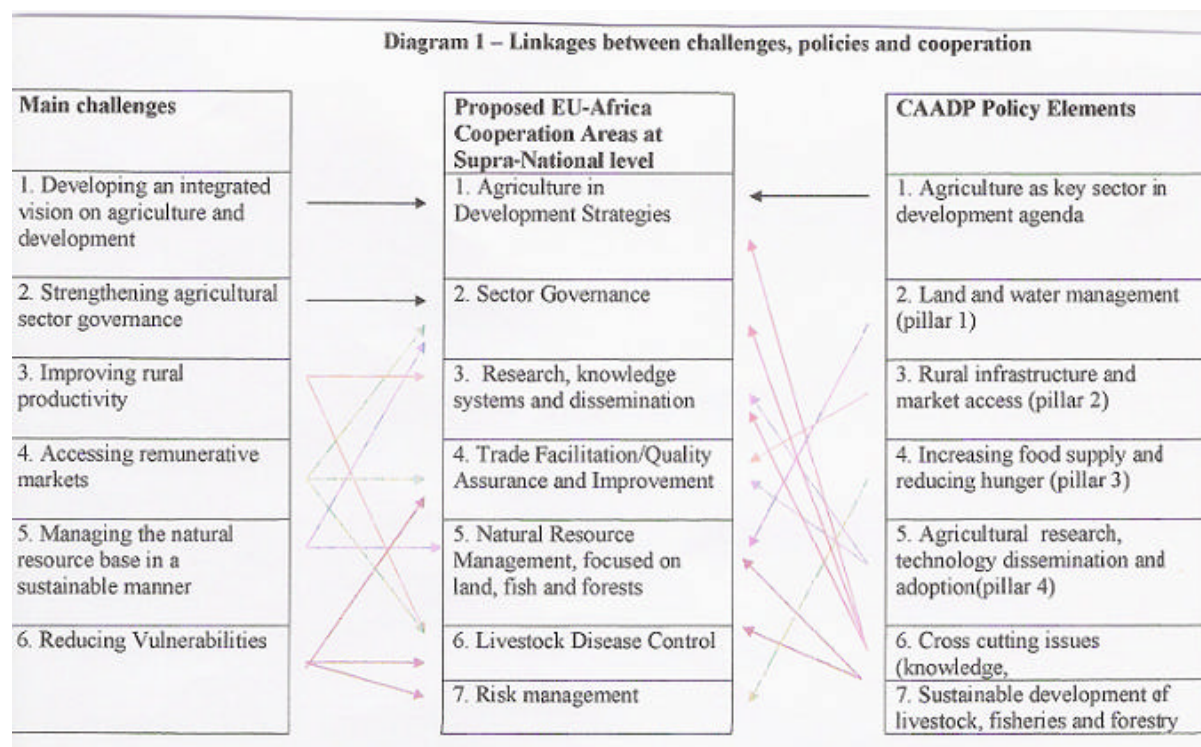 Diagram 1 – Linkages between challenges, policies and cooperation
Main challenges
1. Developing an integrated
vision on agriculture and
development
2. Strengthening agricultural
sector governance
3. Improving rural
productivity
4. Accessing remunerative
markets
5. Managing the natural
resource base in a
sustainable manner
6. Reducing Vulnerabilities
Proposed EU-Africa
Cooperation Areas at
Supra-National level
1. Agriculture in
Development Strategies
2. Sector Governance
3. Research, knowledge
systems and dissemination
4. Trade Facilitation/Quality
Assurance and Improvement
5. Natural Resource
Management, focused on
land, fish and forests
6. Livestock Disease Control
7. Risk management
CAADP Policy Elements
1. Agriculture as key sector in
development agenda
2. Land and water management
(pillar 1)
3. Rural infrastructure and
market access (pillar 2)
4. Increasing food supply and
reducing hunger (pillar 3)
5. Agricultural research,
technology dissemination and
adoption(pillar 4)
6. Cross cutting issues
(knowledge,
7. Sustainable development of
livestock, fisheries and forestry